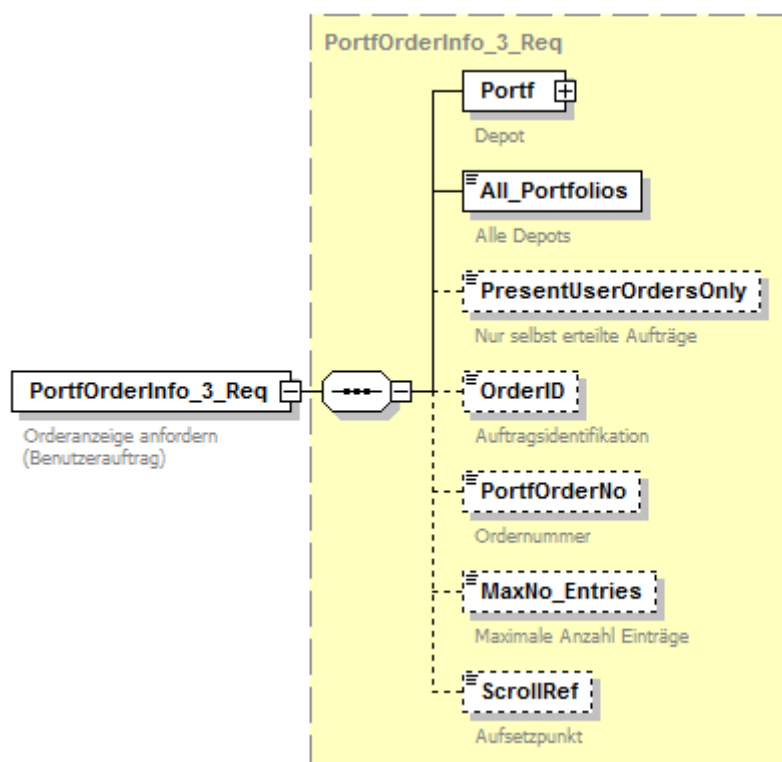 PortfOrderInfo_3_Req
Portf
Depot
All_Portfolios
Alle Depots
PresentUserOrdersOnly
Nur selbst erteilte Aufträge
PortfOrderInfo_3_Req
Orderanzeige anfordern
(Benutzerauftrag)
OrderID
Auftragsidentifikation
PortfOrderNo
Ordernummer
MaxNo_Entries
Maximale Anzahl Einträge
ScrollRef
Aufsetzpunkt